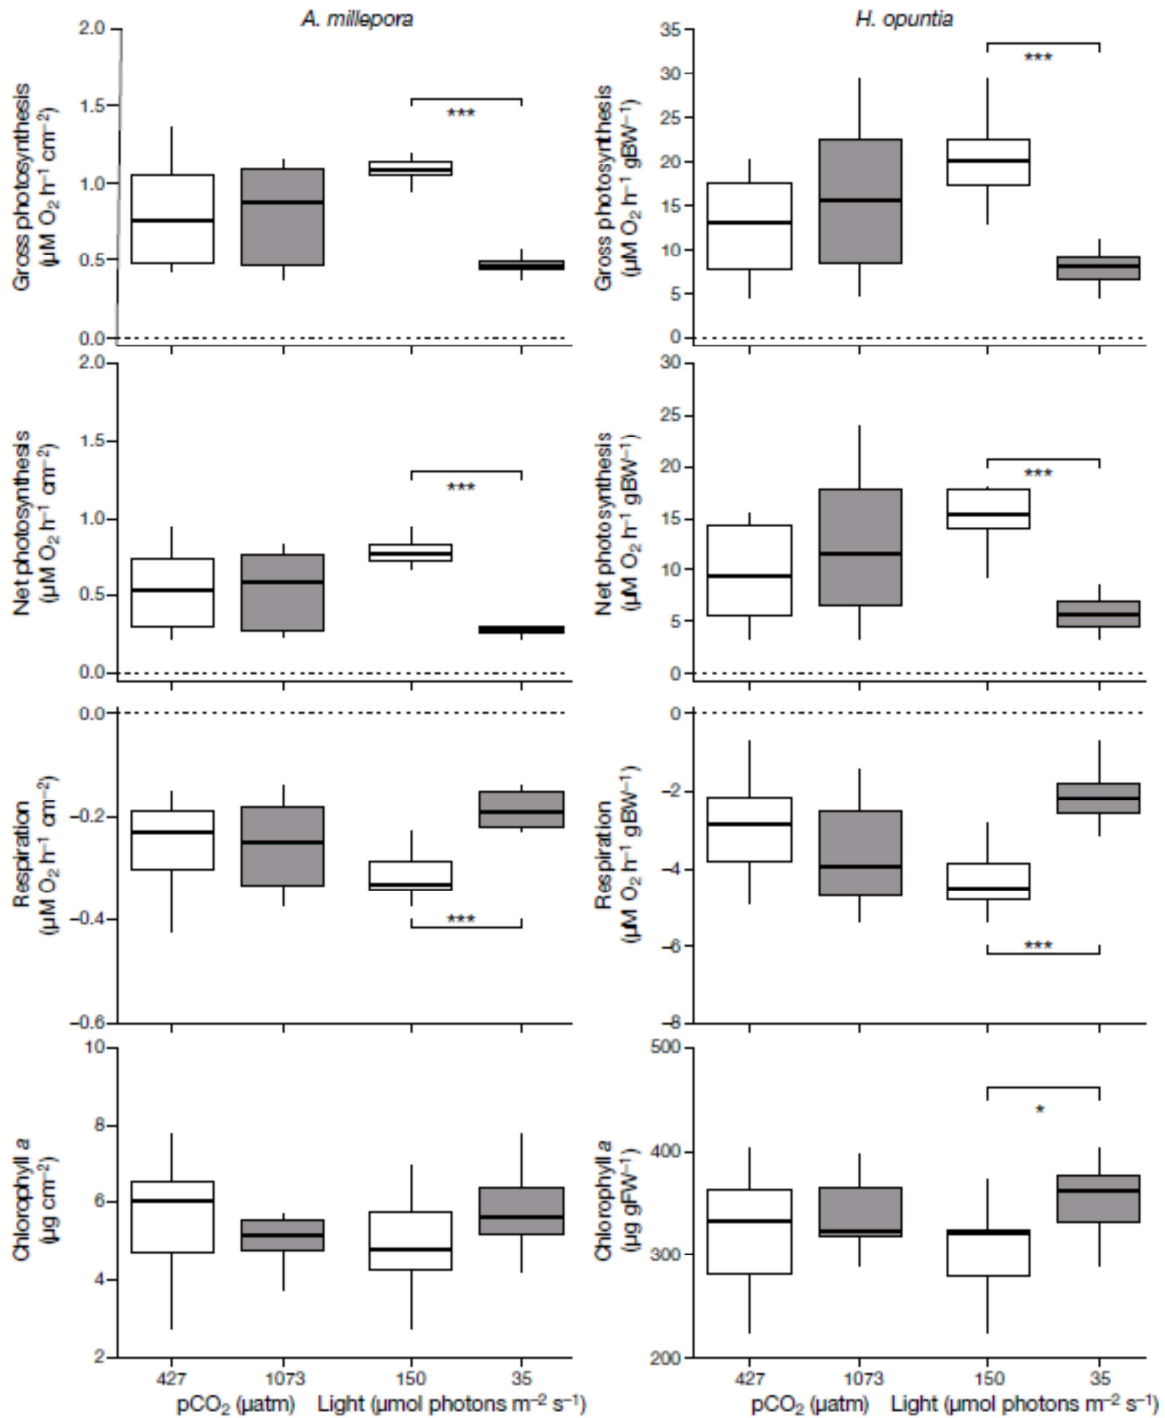 A. millepora
H. opuntia
Gross photosynthesis
(µM O₂ h⁻¹ cm⁻²)
2.0
1.5
1.0
0.5
0.0
***
Gross photosynthesis
(µM O₂ h⁻¹ gBW⁻¹)
35
30
25
20
15
10
5
0
***
Net photosynthesis
(µM O₂ h⁻¹ cm⁻²)
2.0
1.5
1.0
0.5
0.0
***
Net photosynthesis
(µM O₂ h⁻¹ gBW⁻¹)
30
25
20
15
10
5
0
***
Respiration
(µM O₂ h⁻¹ cm⁻²)
0.0
–0.2
–0.4
–0.6
***
Respiration
(µM O₂ h⁻¹ gBW⁻¹)
0
–2
–4
–6
–8
***
Chlorophyll a
(µg cm⁻²)
10
8
6
4
2
Chlorophyll a
(µg gFW⁻¹)
500
400
300
200
*
427 1073 150 35
pCO₂ (µatm) Light (µmol photons m⁻² s⁻¹)
427 1073 150 35
pCO₂ (µatm) Light (µmol photons m⁻² s⁻¹)